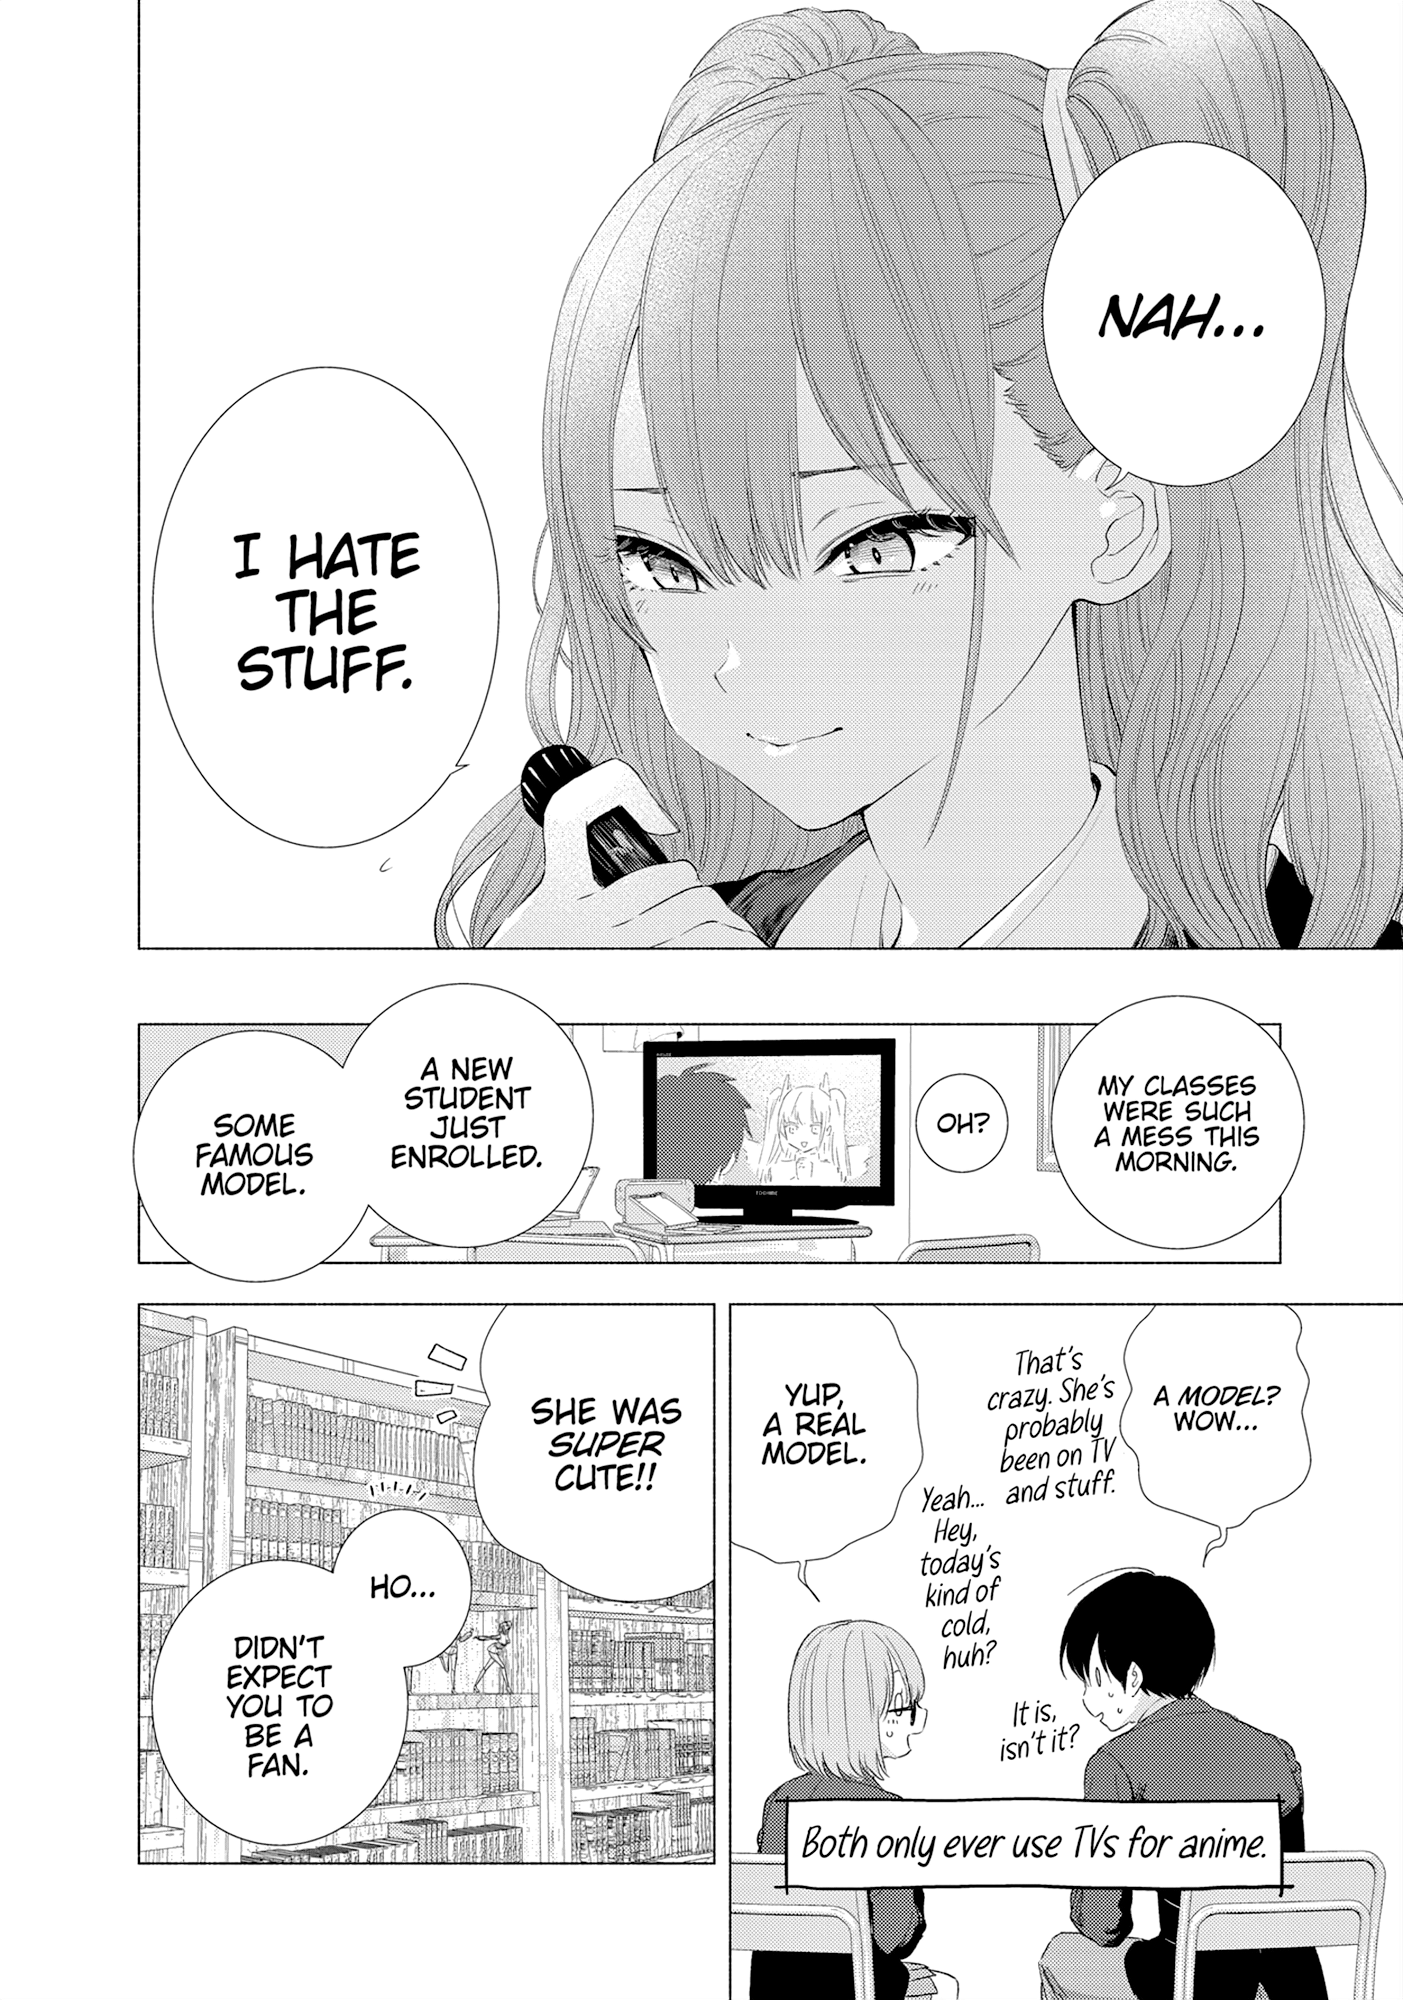 NAH...
I HATE
THE
STUFF.
MY CLASSES
WERE SUCH
A MESS THIS
MORNING.
OH?
A NEW
STUDENT
JUST
ENROLLED.
SOME
FAMOUS
MODEL.
A MODEL?
WOW...
That's
crazy. She's
probably
been on TV
and stuff.
YUP,
A REAL
MODEL.
Yeah...
Hey,
today's
kind of
cold,
huh?
It is,
isn't it?
Both only ever use TVs for anime.
SHE WAS
SUPER
CUTE!!
HO...
DIDN'T
EXPECT
YOU TO
BE A
FAN.